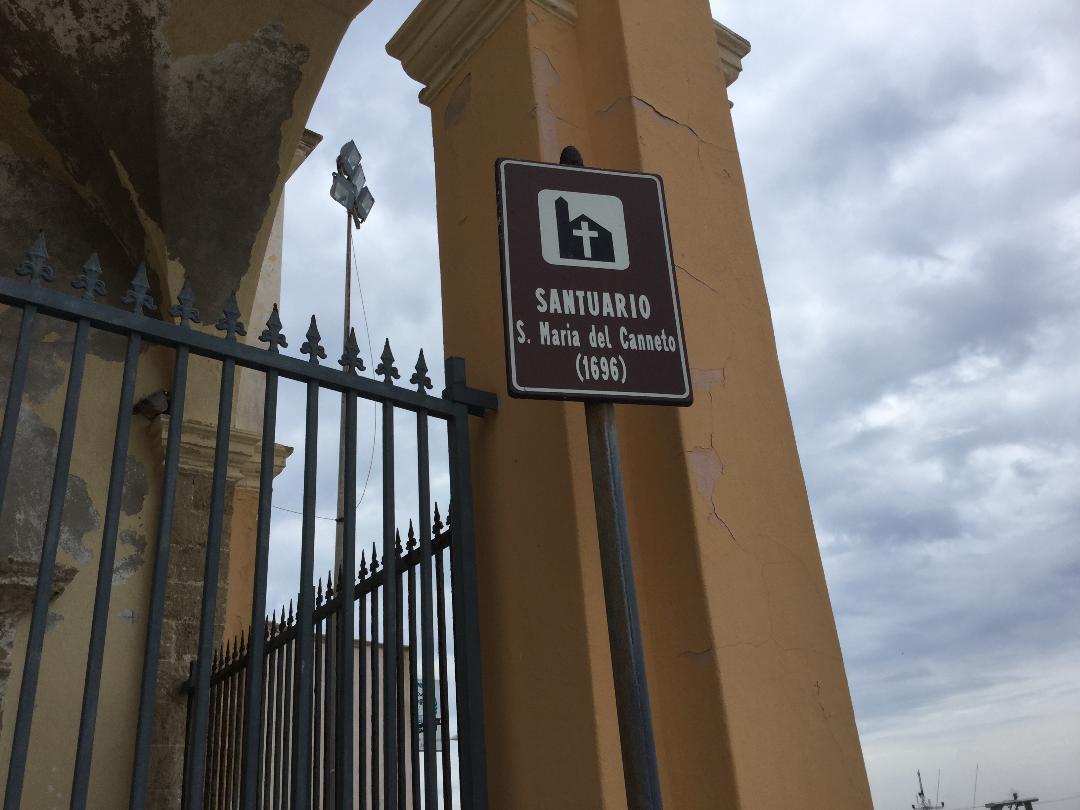 SANTUARIO
S. Maria del Canneto
(1696)